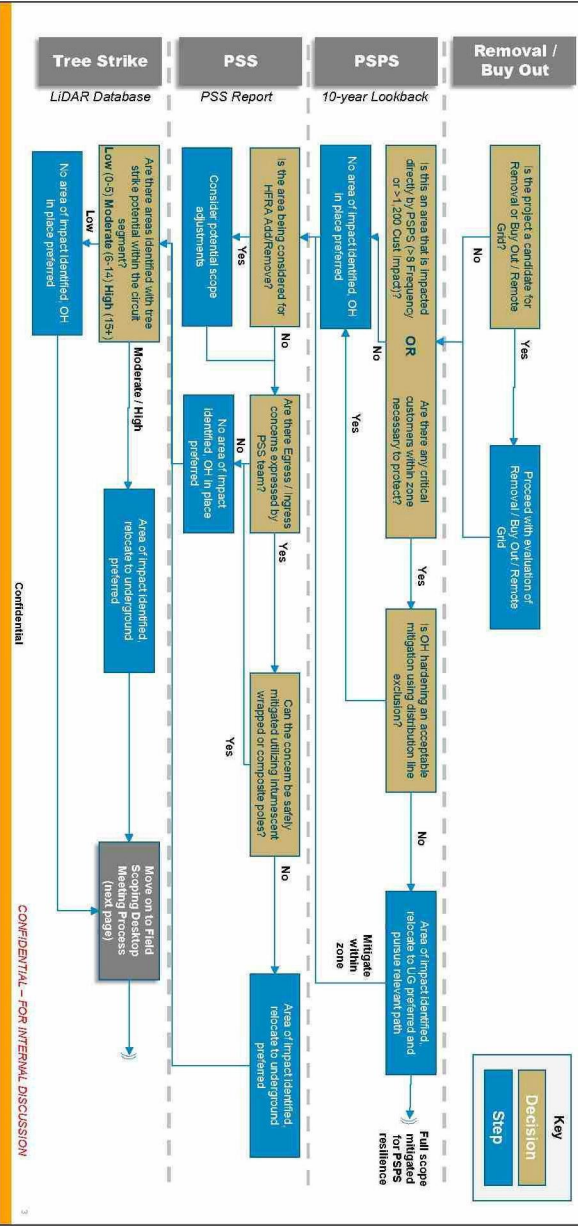 Removal /
Buy Out
Is the project a candidate for
Removal or Buy Out / Remote
Grid?
Yes
No
Proceed with evaluation of
Removal / Buy Out / Remote
Grid
Key
Decision
Step
PSPS
10-year Lookback
Is this an area that is impacted
directly by PSPS (>8 Frequency
or >1,200 Cust Impact)?
OR
Are there any critical
customers within zone
necessary to protect?
Yes
No
Is OH hardening an acceptable
mitigation using distribution line
exclusion?
No
Yes
Area of impact identified,
relocate to UG preferred and
pursue relevant path
Full scope
mitigated
for PSPS
resilience
Mitigate
within
zone
No area of impact identified, OH
in place preferred
PSS
PSS Report
Is the area being considered for
HFRA Add/Remove?
No
Yes
Consider potential scope
adjustments
Are there Egress / Ingress
concerns expressed by
PSS team?
Yes
No
No area of impact
identified, OH in place
preferred
Can the concern be safely
mitigated utilizing intumescent
wrapped or composite poles?
No
Yes
Area of impact identified,
relocate to underground
preferred
Tree Strike
LiDAR Database
Are there areas identified with tree
strike potential within the circuit
segment?
Low (0-5) Moderate (6-14) High (15+)
Moderate / High
Low
No area of impact identified, OH
in place preferred
Area of impact identified,
relocate to underground
preferred
Move on to Field
Scoping Desktop
Meeting Process
(next page)
Confidential
CONFIDENTIAL – FOR INTERNAL DISCUSSION
3